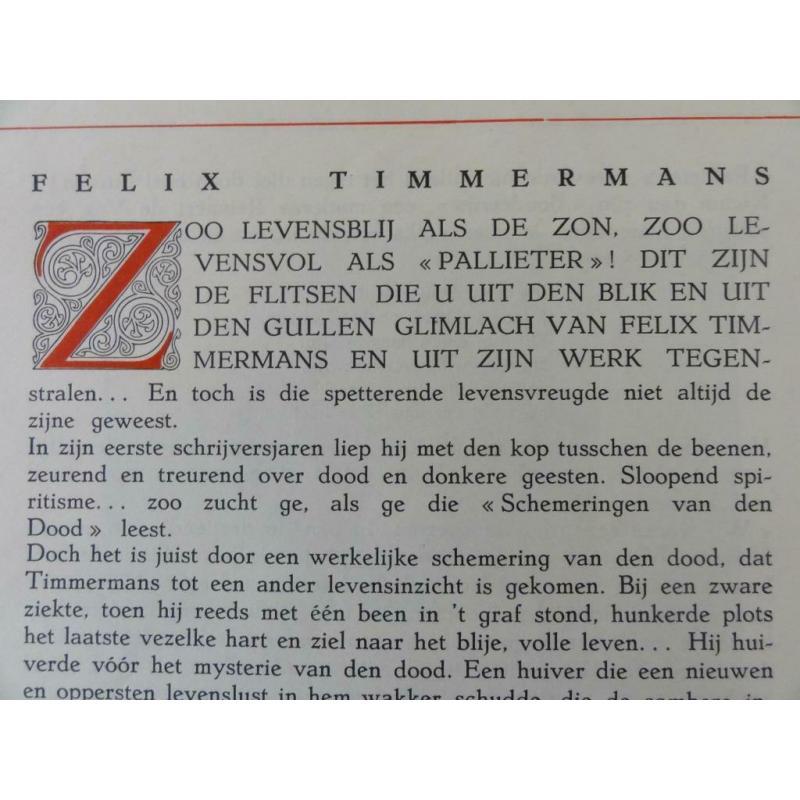 FELIX TIMMERMANS
ZOO LEVENSBLIJ ALS DE ZON, ZOO LE-
VENSVOL ALS « PALLIETER » ! DIT ZIJN
DE FLITSEN DIE U UIT DEN BLIK EN UIT
DEN GULLEN GLIMLACH VAN FELIX TIM-
MERMANS EN UIT ZIJN WERK TEGEN-
stralen... En toch is die spetterende levensvreugde niet altijd de
zijne geweest.
In zijn eerste schrijversjaren liep hij met den kop tusschen de beenen,
zeurend en treurend over dood en donkere geesten. Sloopend spi-
ritisme... zoo zucht ge, als ge die « Schemeringen van den
Dood » leest.
Doch het is juist door een werkelijke schemering van den dood, dat
Timmermans tot een ander levensinzicht is gekomen. Bij een zware
ziekte, toen hij reeds met één been in 't graf stond, hunkerde plots
het laatste vezelke hart en ziel naar het blije, volle leven... Hij hui-
verde vóór het mysterie van den dood. Een huiver die een nieuwen
en oppersten levenslust in hem wakker schudde, die de sombere in-